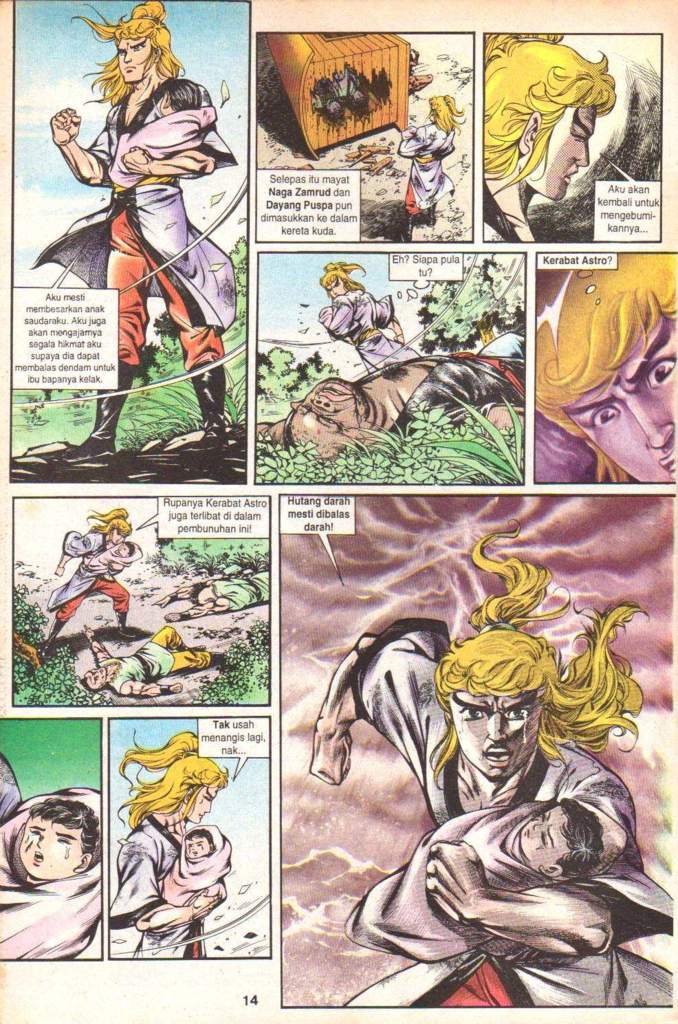 Aku mesti
membesarkan anak
saudaraku. Aku juga
akan mengajarnya
segala hikmat aku
supaya dia dapat
membalas dendam untuk
ibu bapanya kelak.
Selepas itu mayat
Naga Zamrud dan
Dayang Puspa pun
dimasukkan ke dalam
kereta kuda.
Aku akan
kembali untuk
mengebumi-
kannya...
Eh? Siapa pula
tu?
Kerabat Astro?
Rupanya Kerabat Astro
juga terlibat di dalam
pembunuhan ini!
Hutang darah
mesti dibalas
darah!
Tak usah
menangis lagi,
nak...
14